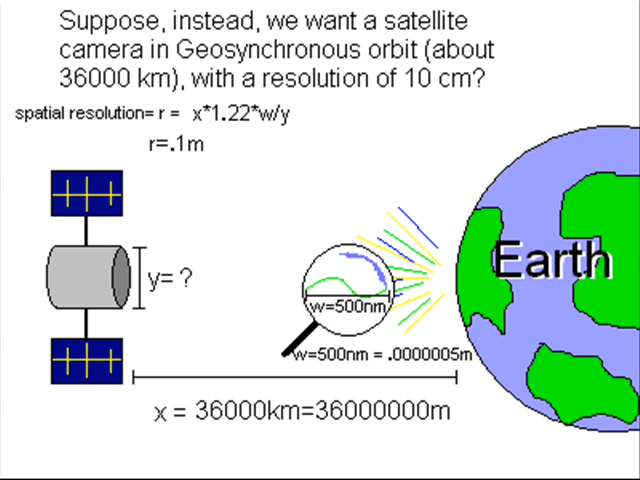 Suppose, instead, we want a satellite
camera in Geosynchronous orbit (about
36000 km), with a resolution of 10 cm?
spatial resolution= r = x*1.22*w/y
r=.1m
Earth
y= ?
w=500nm
w=500nm = .0000005m
x = 36000km=36000000m